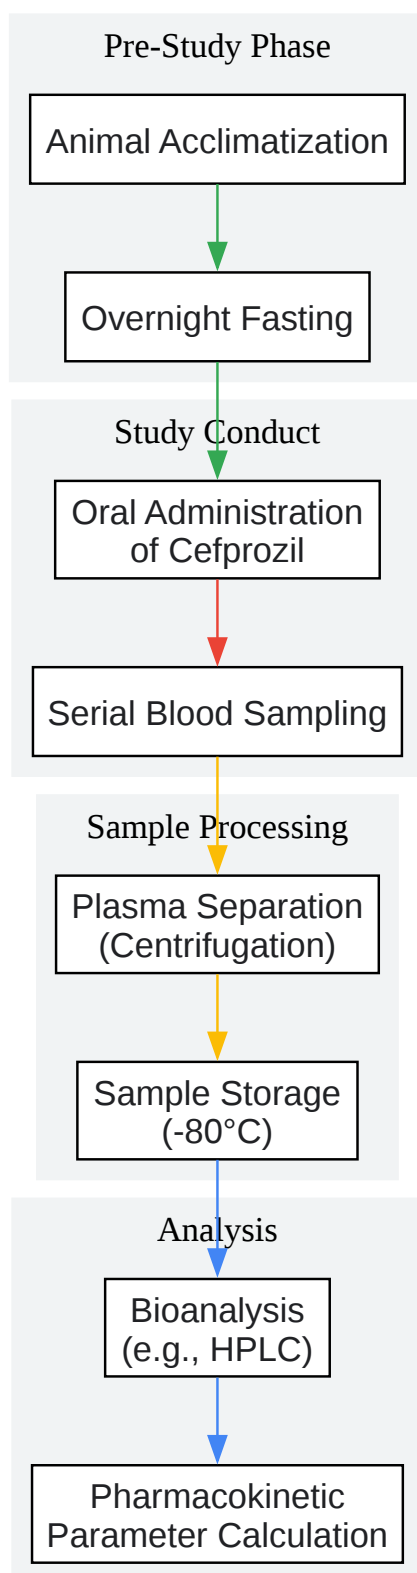 Pre-Study Phase
Animal Acclimatization
Overnight Fasting
Study Conduct
Oral Administration
of Cefprozil
Serial Blood Sampling
Sample Processing
Plasma Separation
(Centrifugation)
Sample Storage
(-80°C)
Analysis
Bioanalysis
(e.g., HPLC)
Pharmacokinetic
Parameter Calculation